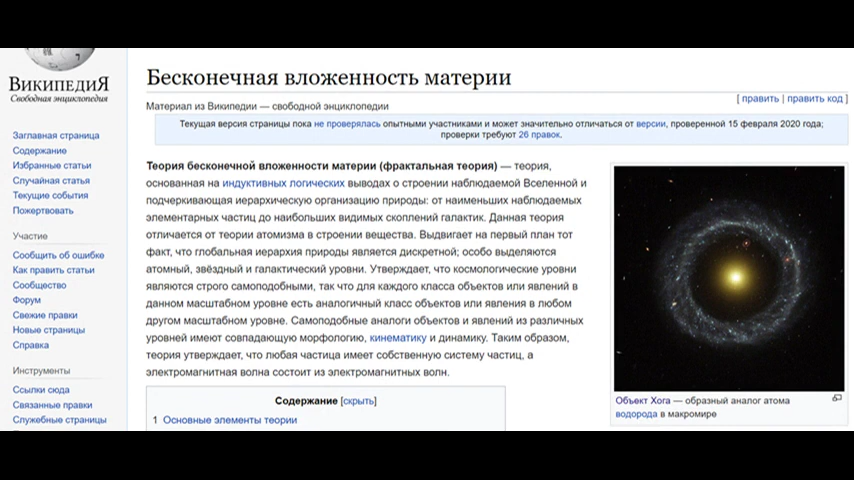 ВИКИПЕДИЯ
Свободная энциклопедия
Заглавная страница
Содержание
Избранные статьи
Случайная статья
Текущие события
Пожертвовать
Участие
Сообщить об ошибке
Как править статьи
Сообщество
Форум
Свежие правки
Новые страницы
Справка
Инструменты
Ссылки сюда
Связанные правки
Служебные страницы
Бесконечная вложенность материи
[ править | править код ]
Материал из Википедии — свободной энциклопедии
Текущая версия страницы пока не проверялась опытными участниками и может значительно отличаться от версии, проверенной 15 февраля 2020 года;
проверки требуют 26 правок.
Теория бесконечной вложенности материи (фрактальная теория) — теория,
основанная на индуктивных логических выводах о строении наблюдаемой Вселенной и
подчеркивающая иерархическую организацию природы: от наименьших наблюдаемых
элементарных частиц до наибольших видимых скоплений галактик. Данная теория
отличается от теории атомизма в строении вещества. Выдвигает на первый план тот
факт, что глобальная иерархия природы является дискретной; особо выделяются
атомный, звёздный и галактический уровни. Утверждает, что космологические уровни
являются строго самоподобными, так что для каждого класса объектов или явлений в
данном масштабном уровне есть аналогичный класс объектов или явления в любом
другом масштабном уровне. Самоподобные аналоги объектов и явлений из различных
уровней имеют совпадающую морфологию, кинематику и динамику. Таким образом,
теория утверждает, что любая частица имеет собственную систему частиц, а
электромагнитная волна состоит из электромагнитных волн.
Содержание [скрыть]
1 Основные элементы теории
Объект Хога — образный аналог атома
водорода в макромире